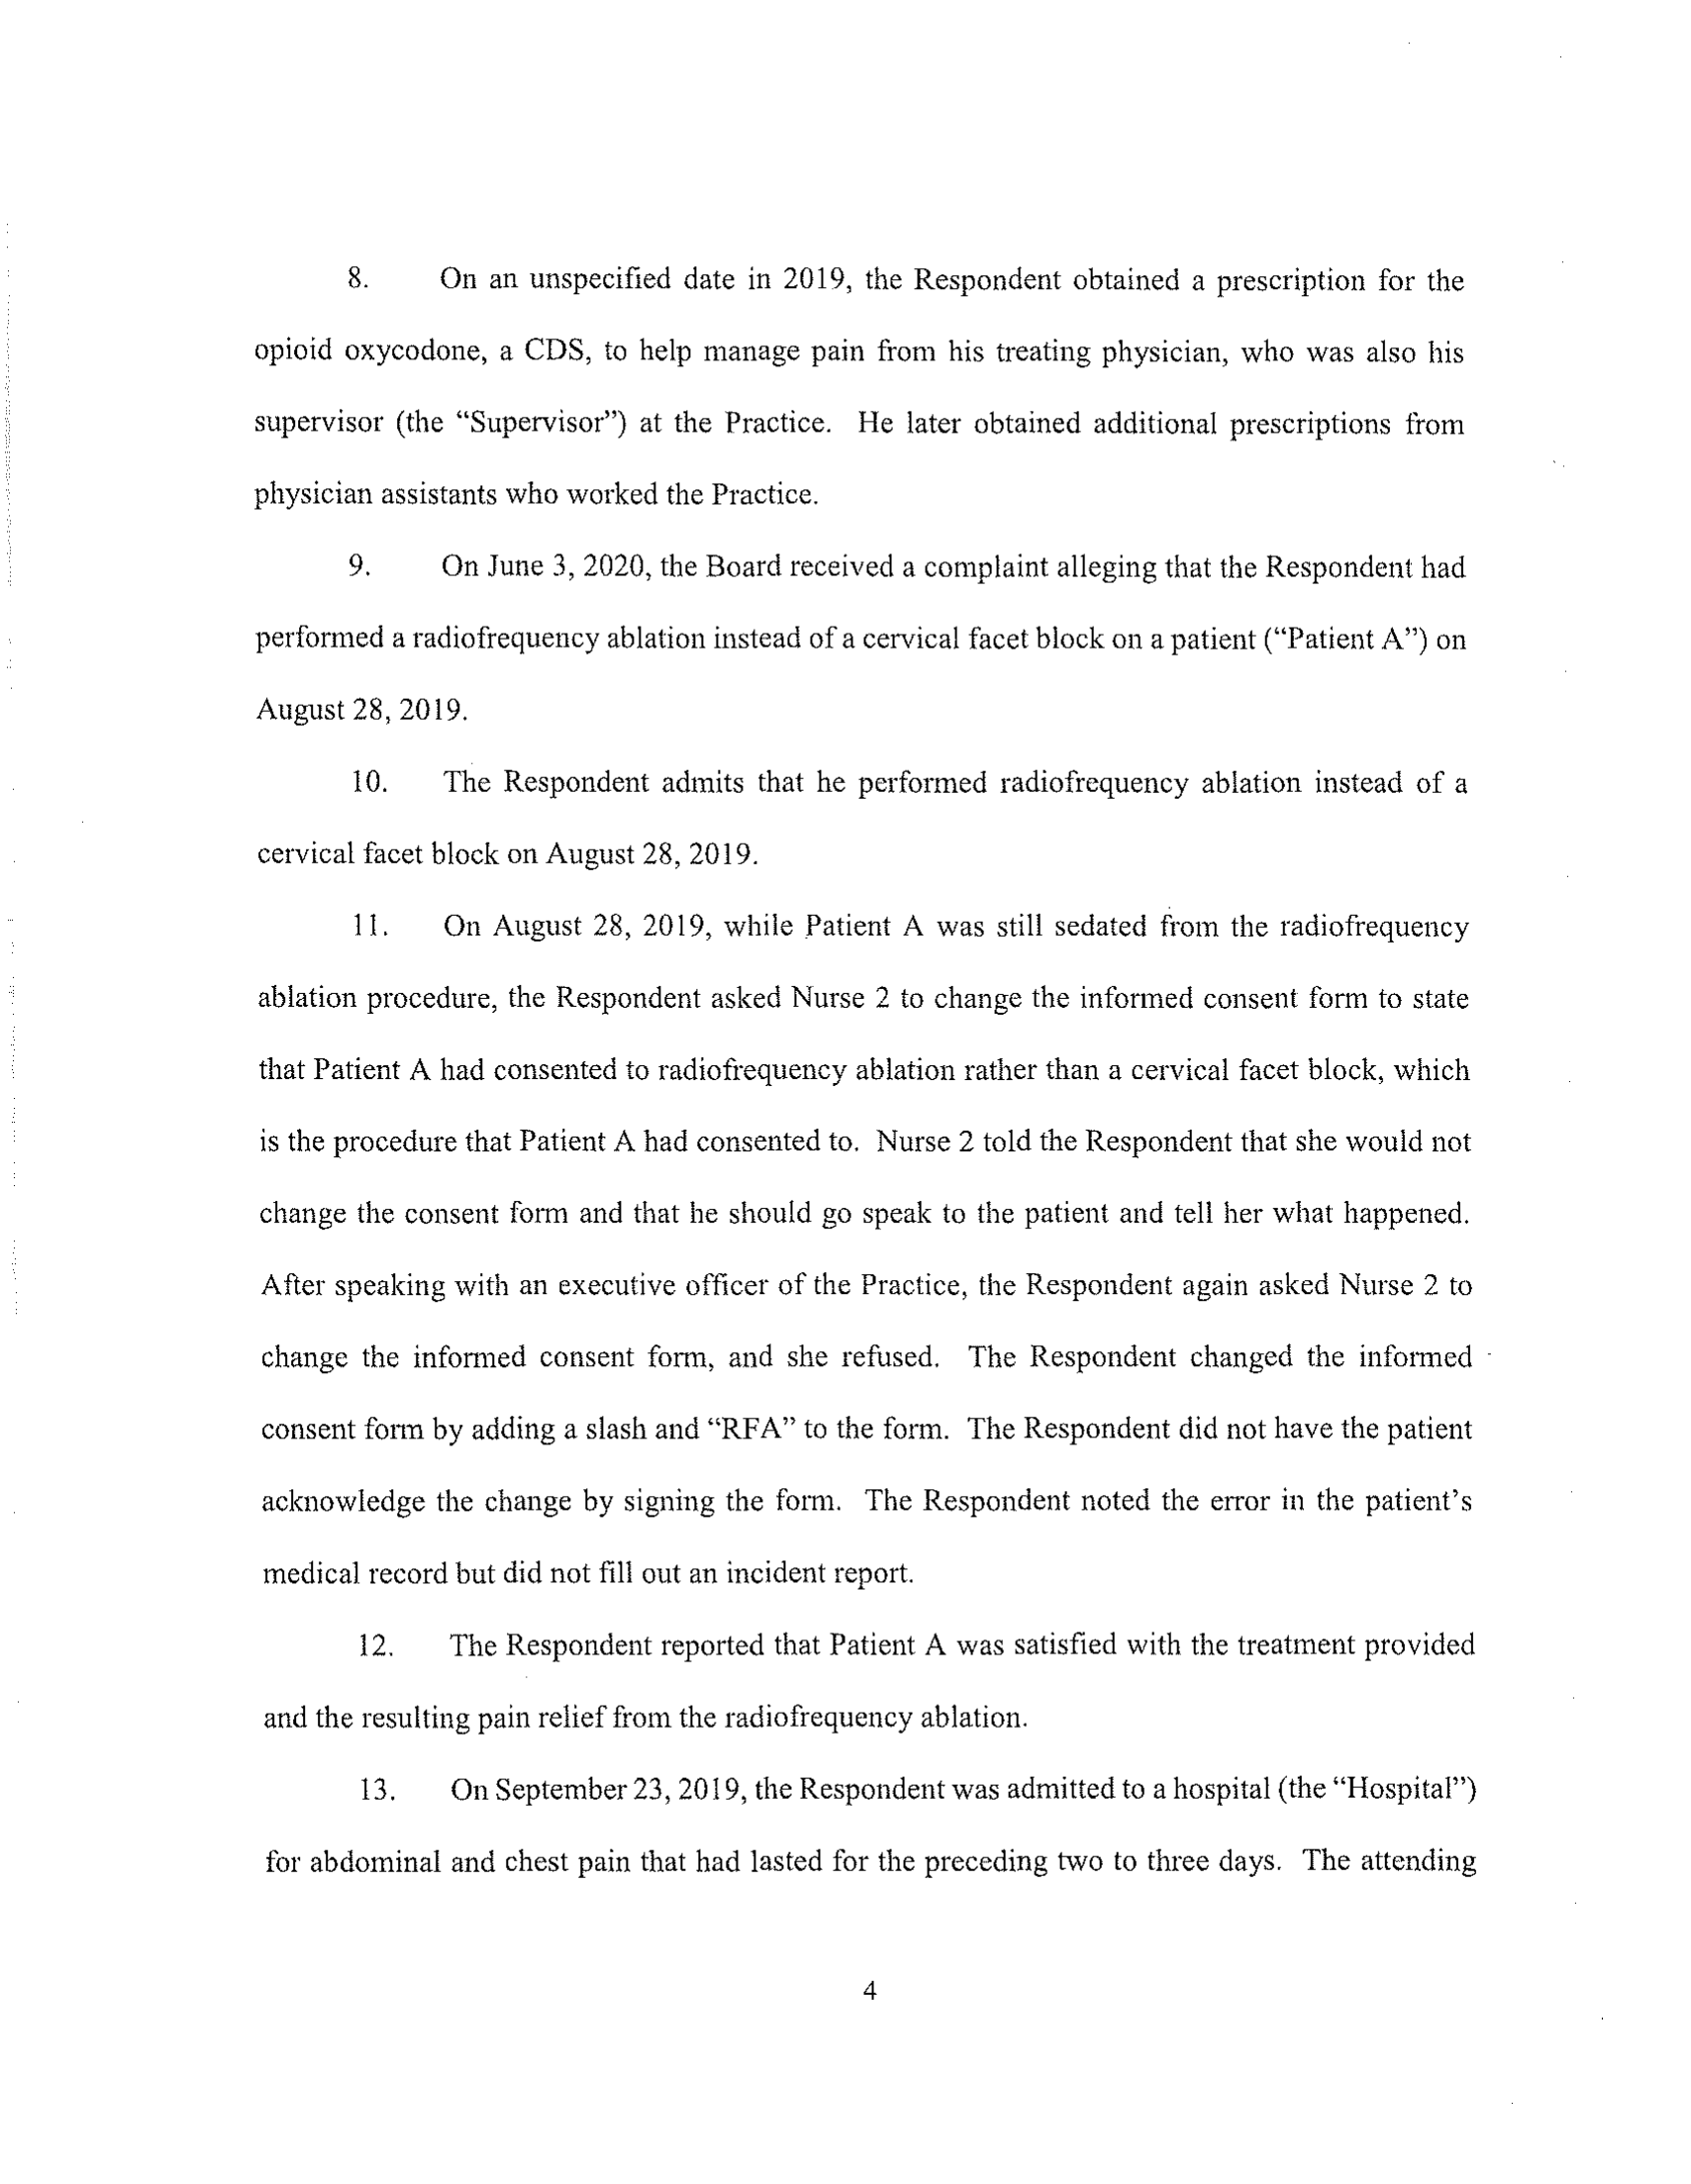 8. On an unspecified date in 2019, the Respondent obtained a prescription for the
opioid oxycodone, a CDS, to help manage pain from his treating physician, who was also his
supervisor (the “Supervisor”) at the Practice. He later obtained additional prescriptions from
physician assistants who worked the Practice.
9. On June 3, 2020, the Board received a complaint alleging that the Respondent had
performed a radiofrequency ablation instead of a cervical facet block on a patient (“Patient A”) on
August 28, 2019.
10. The Respondent admits that he performed radiofrequency ablation instead of a
cervical facet block on August 28, 2019.
11. On August 28, 2019, while Patient A was still sedated from the radiofrequency
ablation procedure, the Respondent asked Nurse 2 to change the informed consent form to state
that Patient A had consented to radiofrequency ablation rather than a cervical facet block, which
is the procedure that Patient A had consented to. Nurse 2 told the Respondent that she would not
change the consent form and that he should go speak to the patient and tell her what happened.
After speaking with an executive officer of the Practice, the Respondent again asked Nurse 2 to
change the informed consent form, and she refused. The Respondent changed the informed
consent form by adding a slash and “RFA” to the form. The Respondent did not have the patient
acknowledge the change by signing the form. The Respondent noted the error in the patient’s
medical record but did not fill out an incident report.
12. The Respondent reported that Patient A was satisfied with the treatment provided
and the resulting pain relief from the radiofrequency ablation.
13. On September 23, 2019, the Respondent was admitted to a hospital (the “Hospital”)
for abdominal and chest pain that had lasted for the preceding two to three days. The attending
4